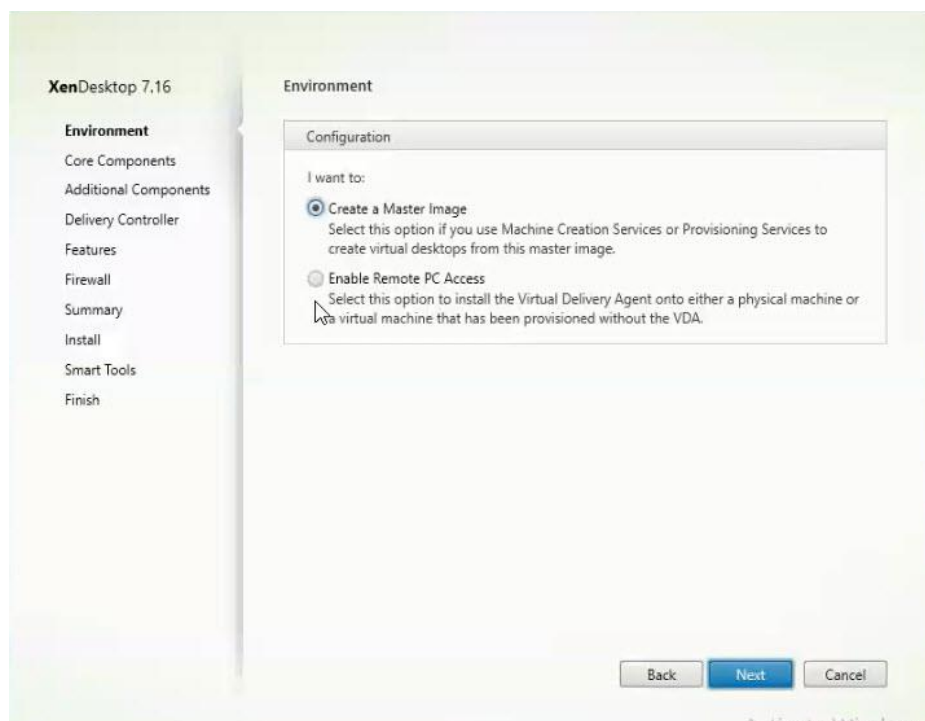 XenDesktop 7.16
Environment
Core Components
Additional Components
Delivery Controller
Features
Firewall
Summary
Install
Smart Tools
Finish
Environment
Configuration
I want to:
Create a Master Image
Select this option if you use Machine Creation Services or Provisioning Services to
create virtual desktops from this master image.
Enable Remote PC Access
Select this option to install the Virtual Delivery Agent onto either a physical machine or
a virtual machine that has been provisioned without the VDA.
Back
Next
Cancel